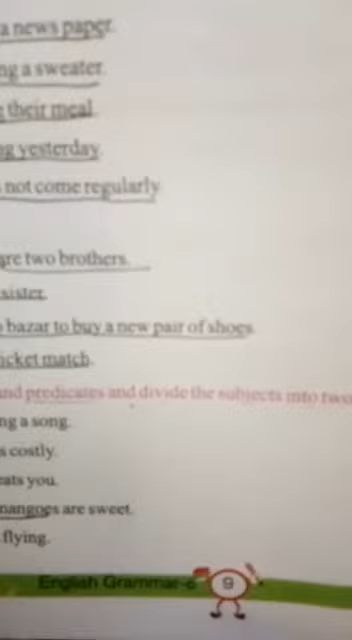 a news paper.
ng a sweater.
their meal.
yesterday.
not come regularly.
are two brothers.
sister.
bazar to buy a new pair of shoes.
icket match.
and predicates and divide the subjects into two
ng a song.
s costly.
eats you.
mangoes are sweet.
flying.
English Grammar-6 9